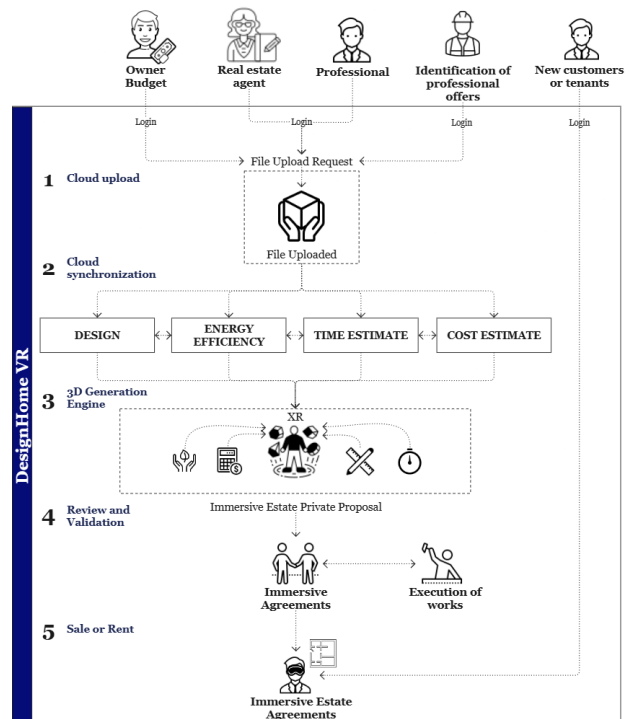 Owner
Budget
Real estate
agent
Professional
Identification of
professional
offers
New customers
or tenants
Login
Login
Login
Login
File Upload Request
1 Cloud upload
File Uploaded
2 Cloud
synchronization
DESIGN
ENERGY
EFFICIENCY
TIME ESTIMATE
COST ESTIMATE
DesignHome VR
3 3D Generation
Engine
XR
Immersive Estate Private Proposal
4 Review and
Validation
Immersive
Agreements
Execution of
works
5 Sale or Rent
Immersive Estate
Agreements